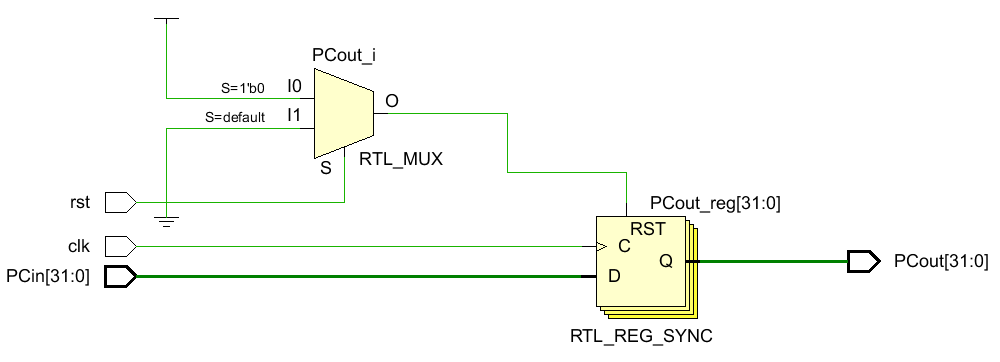 PCout_i
S=1'b0
I0
S=default
I1
O
S
RTL_MUX
rst
PCout_reg[31:0]
RST
clk
C
PCin[31:0]
D
Q
PCout[31:0]
RTL_REG_SYNC